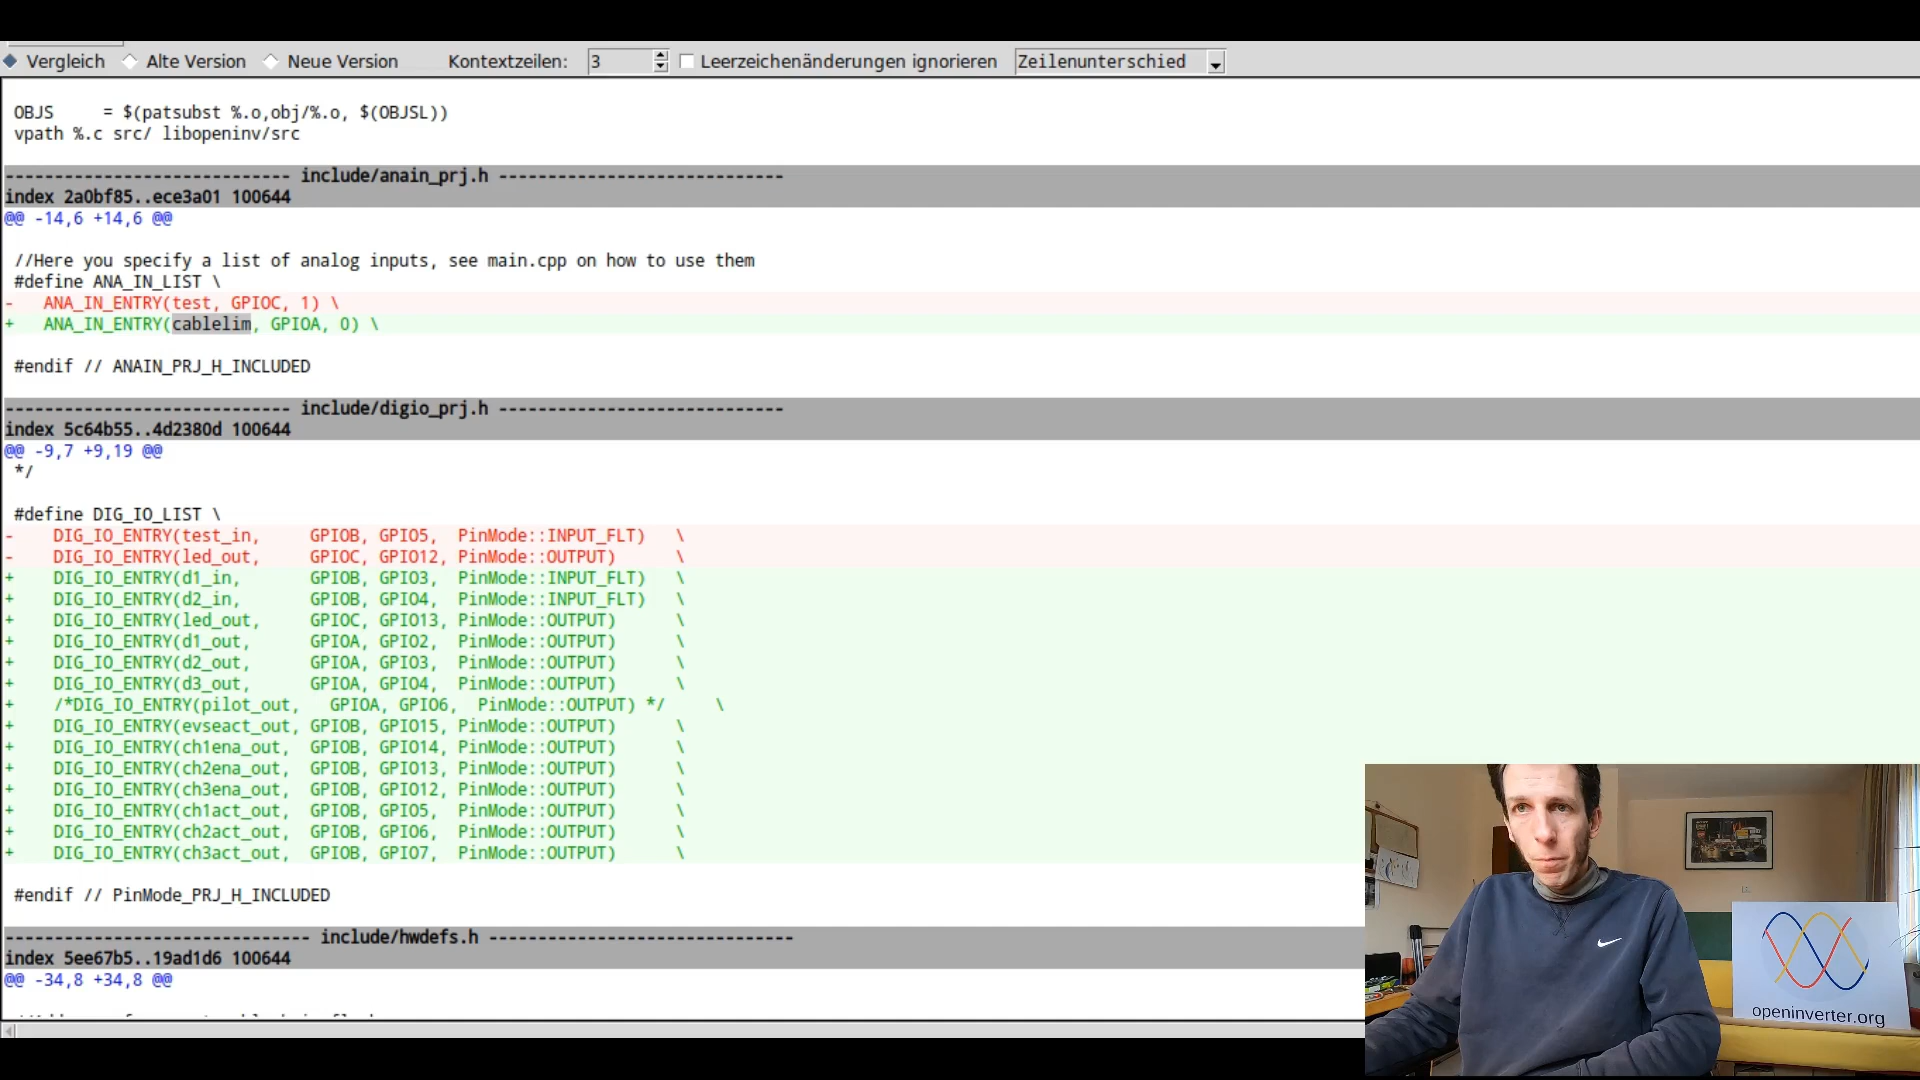 Vergleich Alte Version Neue Version Kontextzeilen: 3 Leerzeichenänderungen ignorieren Zeilenunterschied
OBJS     = $(patsubst %.o,obj/%.o, $(OBJSL))
vpath %.c src/ libopeninv/src
----------------------------- include/anain_prj.h -----------------------------
index 2a0bf85..ece3a01 100644
@@ -14,6 +14,6 @@
//Here you specify a list of analog inputs, see main.cpp on how to use them
#define ANA_IN_LIST \
-   ANA_IN_ENTRY(test, GPIOC, 1) \
+   ANA_IN_ENTRY(cablelim, GPIOA, 0) \
#endif // ANAIN_PRJ_H_INCLUDED
----------------------------- include/digio_prj.h -----------------------------
index 5c64b55..4d2380d 100644
@@ -9,7 +9,19 @@
*/
#define DIG_IO_LIST \
-    DIG_IO_ENTRY(test_in,     GPIOB, GPIO5,  PinMode::INPUT_FLT)   \
-    DIG_IO_ENTRY(led_out,     GPIOC, GPIO12, PinMode::OUTPUT)      \
+    DIG_IO_ENTRY(d1_in,       GPIOB, GPIO3,  PinMode::INPUT_FLT)   \
+    DIG_IO_ENTRY(d2_in,       GPIOB, GPIO4,  PinMode::INPUT_FLT)   \
+    DIG_IO_ENTRY(led_out,     GPIOC, GPIO13, PinMode::OUTPUT)      \
+    DIG_IO_ENTRY(d1_out,      GPIOA, GPIO2,  PinMode::OUTPUT)      \
+    DIG_IO_ENTRY(d2_out,      GPIOA, GPIO3,  PinMode::OUTPUT)      \
+    DIG_IO_ENTRY(d3_out,      GPIOA, GPIO4,  PinMode::OUTPUT)      \
+    /*DIG_IO_ENTRY(pilot_out,   GPIOA, GPIO6,  PinMode::OUTPUT) */     \
+    DIG_IO_ENTRY(evseact_out, GPIOB, GPIO15, PinMode::OUTPUT)      \
+    DIG_IO_ENTRY(ch1ena_out,  GPIOB, GPIO14, PinMode::OUTPUT)      \
+    DIG_IO_ENTRY(ch2ena_out,  GPIOB, GPIO13, PinMode::OUTPUT)      \
+    DIG_IO_ENTRY(ch3ena_out,  GPIOB, GPIO12, PinMode::OUTPUT)      \
+    DIG_IO_ENTRY(ch1act_out,  GPIOB, GPIO5,  PinMode::OUTPUT)      \
+    DIG_IO_ENTRY(ch2act_out,  GPIOB, GPIO6,  PinMode::OUTPUT)      \
+    DIG_IO_ENTRY(ch3act_out,  GPIOB, GPIO7,  PinMode::OUTPUT)      \
#endif // PinMode_PRJ_H_INCLUDED
------------------------------- include/hwdefs.h -------------------------------
index 5ee67b5..19ad1d6 100644
@@ -34,8 +34,8 @@
openinverter.org